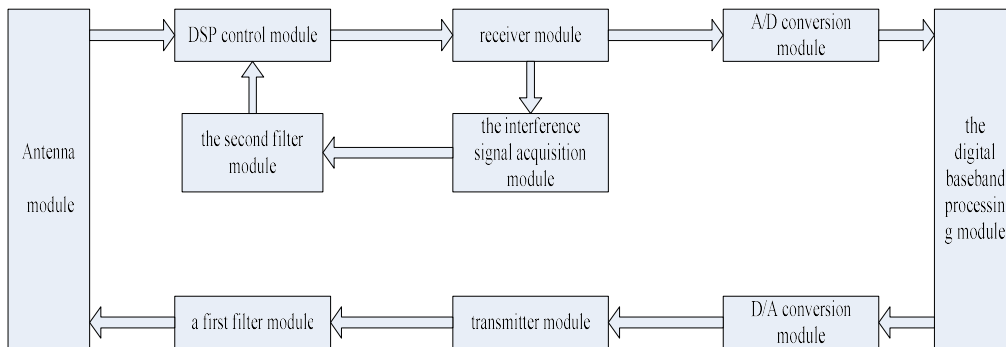 DSP control module
receiver module
A/D conversion
module
the second filter
module
the interference
signal acquisition
module
Antenna
module
the
digital
baseband
processin
g module
a first filter module
transmitter module
D/A conversion
module